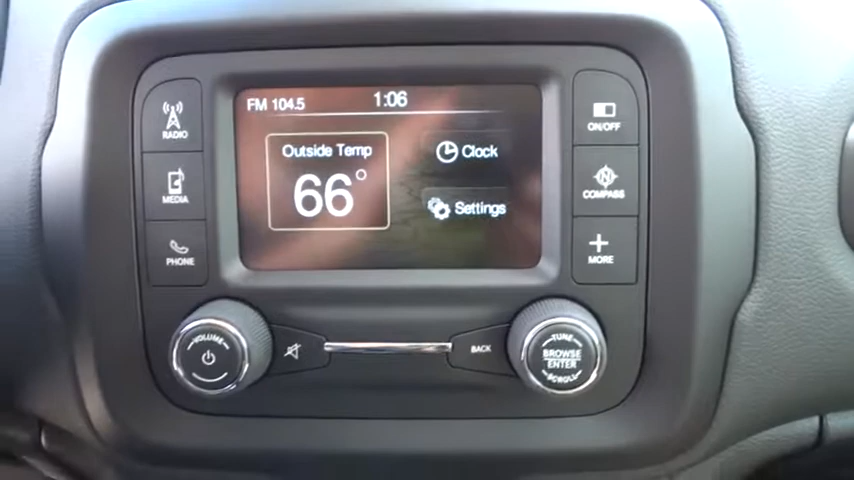 FM 104.5 1:06
RADIO
MEDIA
PHONE
Outside Temp
66°
Clock
Settings
ON/OFF
N
COMPASS
MORE
VOLUME
BACK
TUNE
BROWSE
ENTER
SCROLL